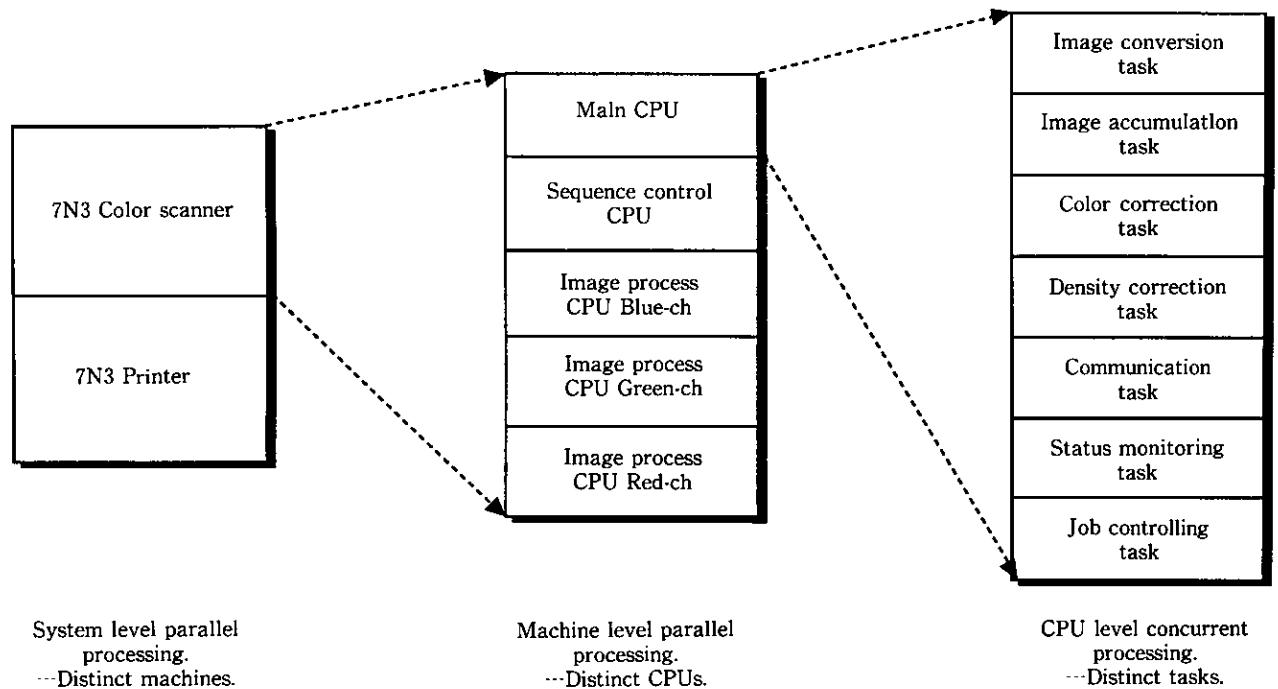 7N3 Color scanner
7N3 Printer
System level parallel
processing.
---Distinct machines.
Main CPU
Sequence control
CPU
Image process
CPU Blue-ch
Image process
CPU Green-ch
Image process
CPU Red-ch
Machine level parallel
processing.
---Distinct CPUs.
Image conversion
task
Image accumulation
task
Color correction
task
Density correction
task
Communication
task
Status monitoring
task
Job controlling
task
CPU level concurrent
processing.
---Distinct tasks.